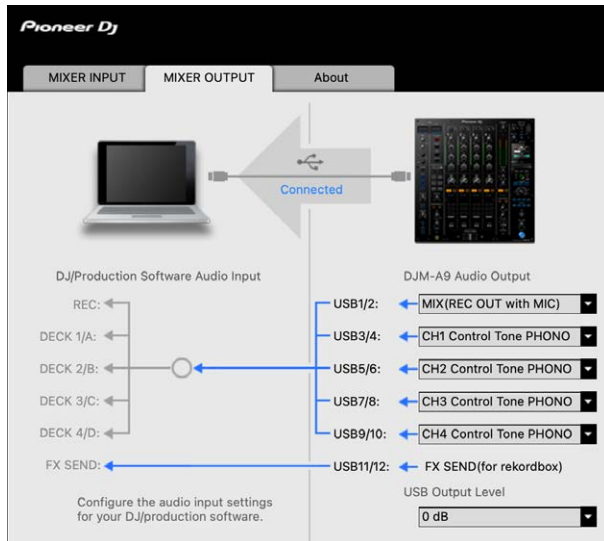 Pioneer Dj
MIXER INPUT
MIXER OUTPUT
About
Connected
DJ/Production Software Audio Input
DJM-A9 Audio Output
REC:
USB1/2:
MIX(REC OUT with MIC)
DECK 1/A:
USB3/4:
CH1 Control Tone PHONO
DECK 2/B:
USB5/6:
CH2 Control Tone PHONO
DECK 3/C:
USB7/8:
CH3 Control Tone PHONO
DECK 4/D:
USB9/10:
CH4 Control Tone PHONO
FX SEND:
USB11/12:
FX SEND(for rekordbox)
Configure the audio input settings
for your DJ/production software.
USB Output Level
0 dB